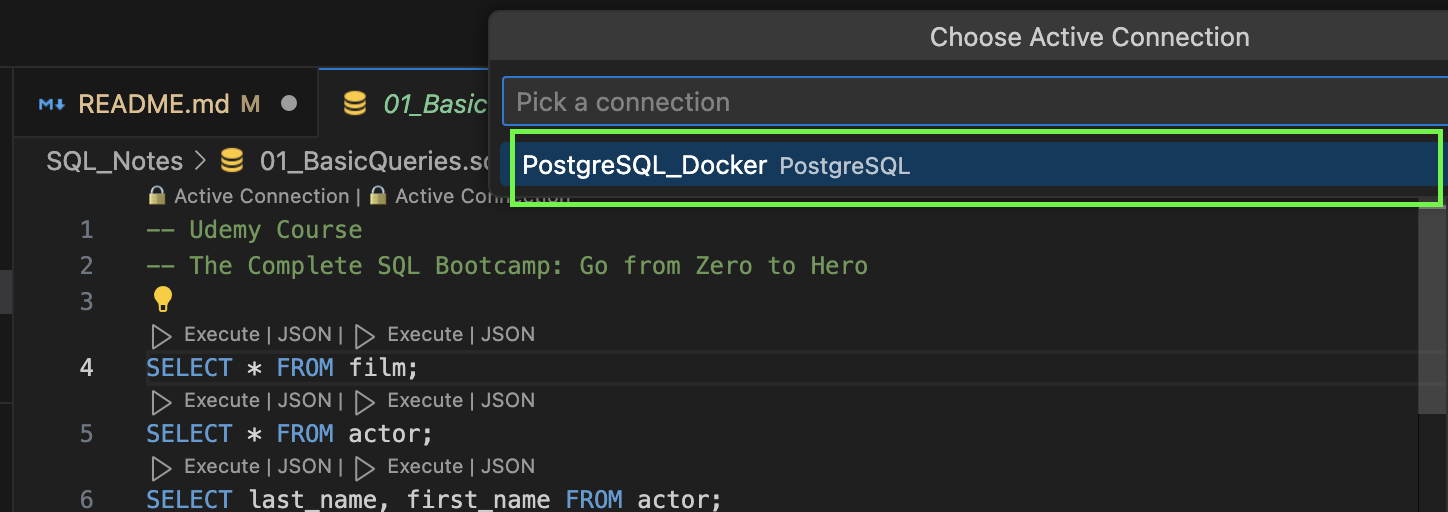 Choose Active Connection
Pick a connection
PostgreSQL_Docker PostgreSQL
README.md M
01_Basic
SQL_Notes > 01_BasicQueries.s
Active Connection | Active Conn
1 -- Udemy Course
2 -- The Complete SQL Bootcamp: Go from Zero to Hero
3
Execute | JSON | Execute | JSON
4 SELECT * FROM film;
Execute | JSON | Execute | JSON
5 SELECT * FROM actor;
Execute | JSON | Execute | JSON
6 SELECT last_name, first_name FROM actor;